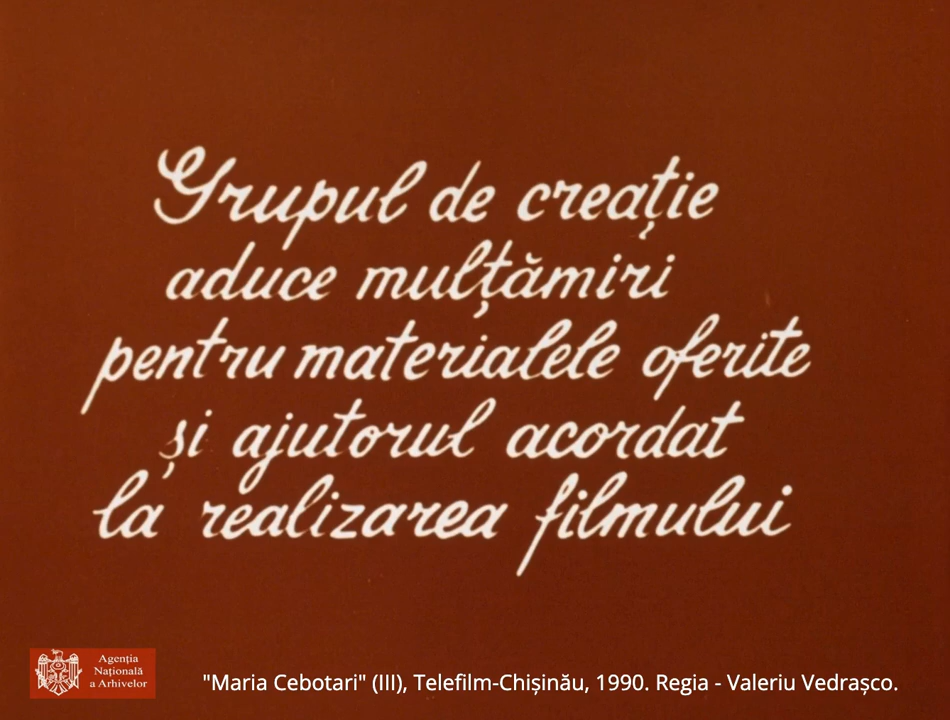 Grupul de creație
aduce mulțămiri
pentru materialele oferite
și ajutorul acordat
la realizarea filmului
Agenția
Națională
a Arhivelor
"Maria Cebotari" (III), Telefilm-Chișinău, 1990. Regia - Valeriu Vedrașco.